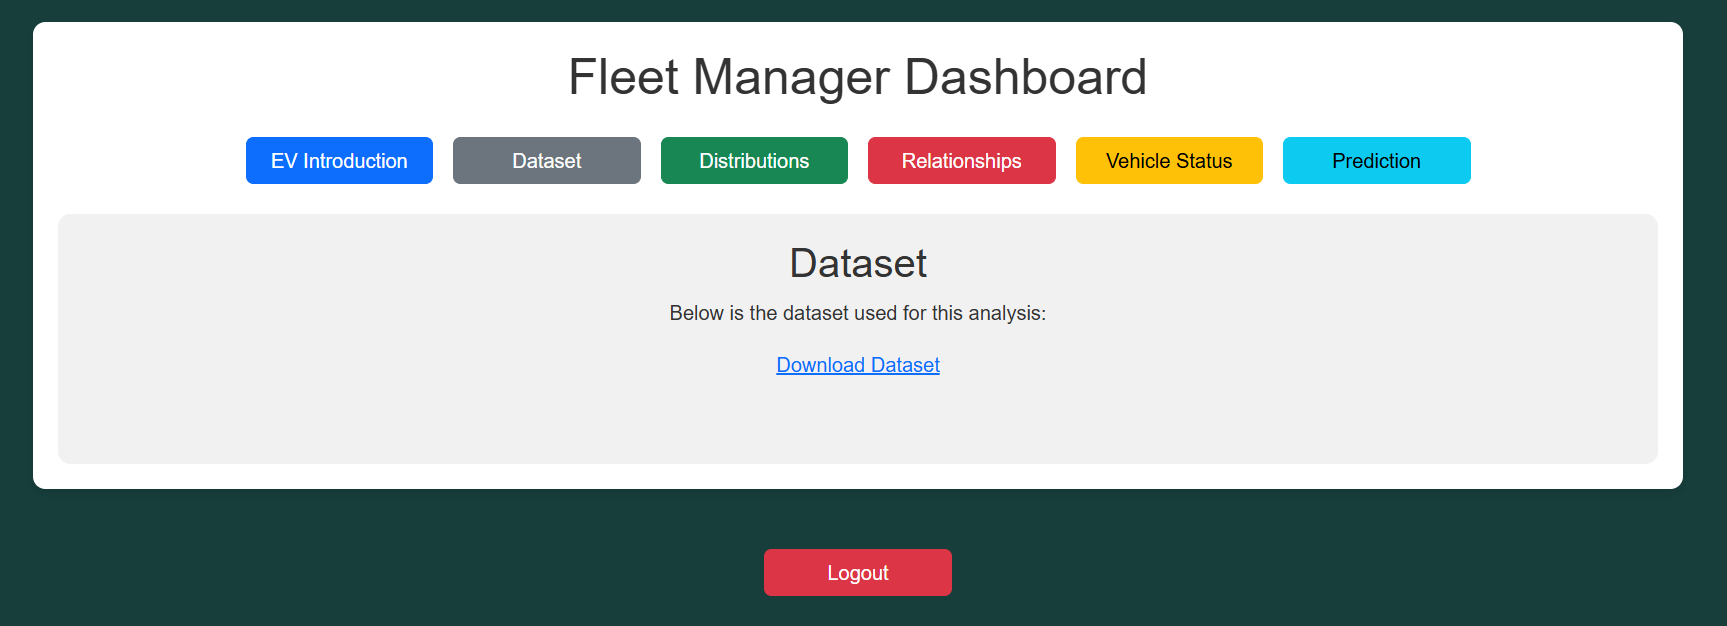 Fleet Manager Dashboard
EV Introduction Dataset Distributions Relationships Vehicle Status Prediction
Dataset
Below is the dataset used for this analysis:
Download Dataset
Logout